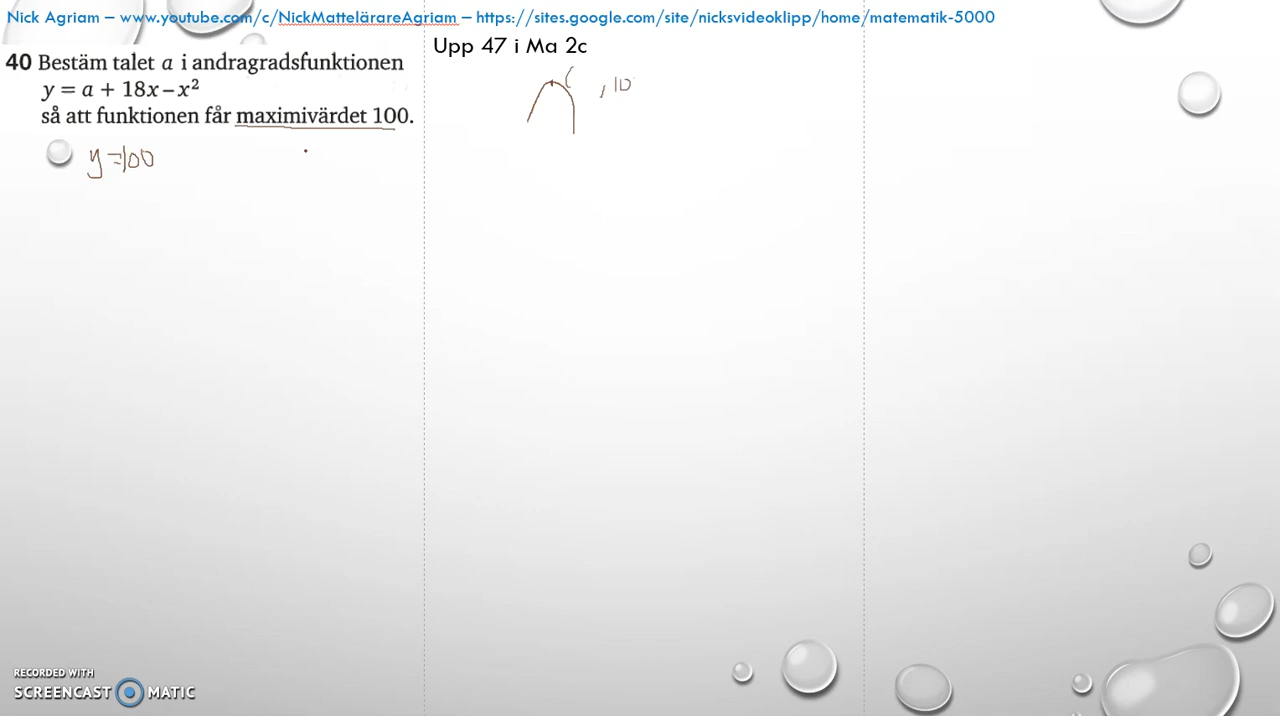 Nick Agriam – www.youtube.com/c/NickMattelärareAgriam – https://sites.google.com/site/nicksvideoklipp/home/matematik-5000
40 Bestäm talet a i andragradsfunktionen
y = a + 18x – x²
så att funktionen får maximivärdet 100.
y = 100
Upp 47 i Ma 2c
( , 10
RECORDED WITH
SCREENCAST MATIC